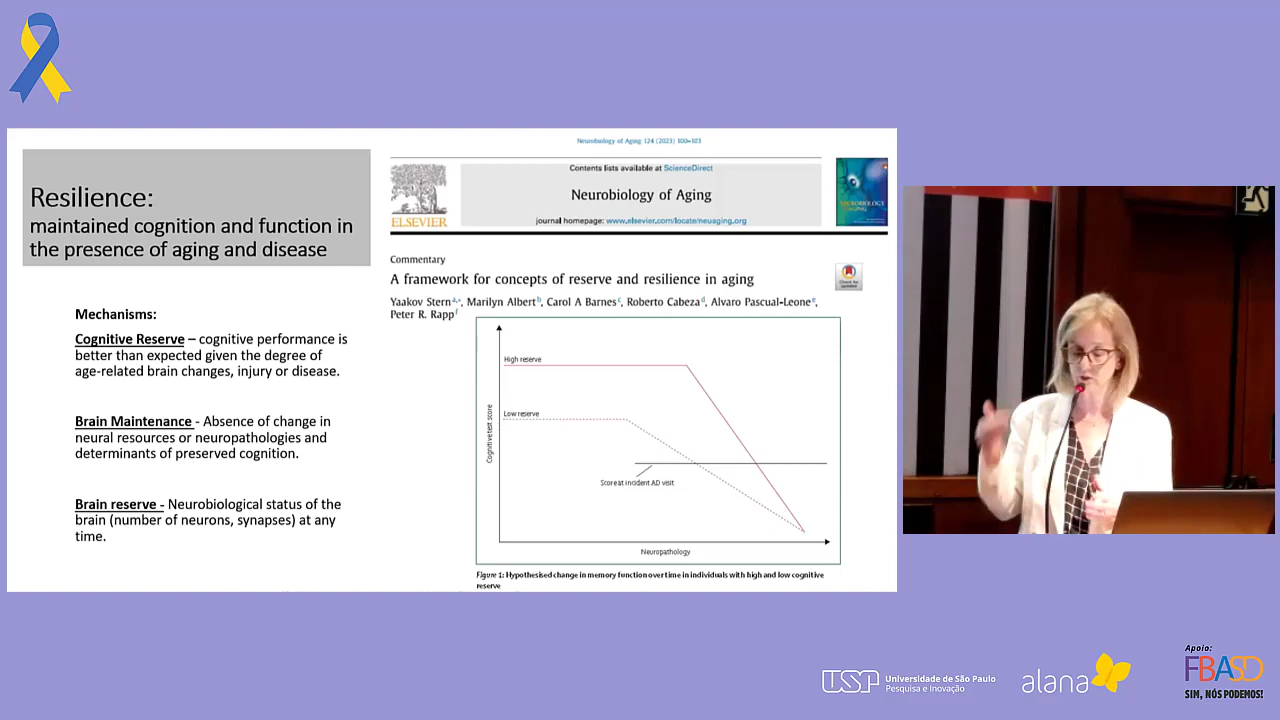 Resilience:
maintained cognition and function in
the presence of aging and disease
Mechanisms:
Cognitive Reserve – cognitive performance is
better than expected given the degree of
age-related brain changes, injury or disease.
Brain Maintenance - Absence of change in
neural resources or neuropathologies and
determinants of preserved cognition.
Brain reserve - Neurobiological status of the
brain (number of neurons, synapses) at any
time.
Neurobiology of Aging 124 (2023) 100–103
Contents lists available at ScienceDirect
Neurobiology of Aging
journal homepage: www.elsevier.com/locate/neuaging.org
ELSEVIER
Commentary
A framework for concepts of reserve and resilience in aging
Yaakov Stern a,*, Marilyn Albert b, Carol A Barnes c, Roberto Cabeza d, Alvaro Pascual-Leone e,
Peter R. Rapp f
High reserve
Low reserve
Cognitive test score
Score at incident AD visit
Neuropathology
Figure 1: Hypothesised change in memory function over time in individuals with high and low cognitive
reserve
USP Universidade de São Paulo
Pesquisa e Inovação
alana
Apoio:
FBASD
SIM, NÓS PODEMOS!